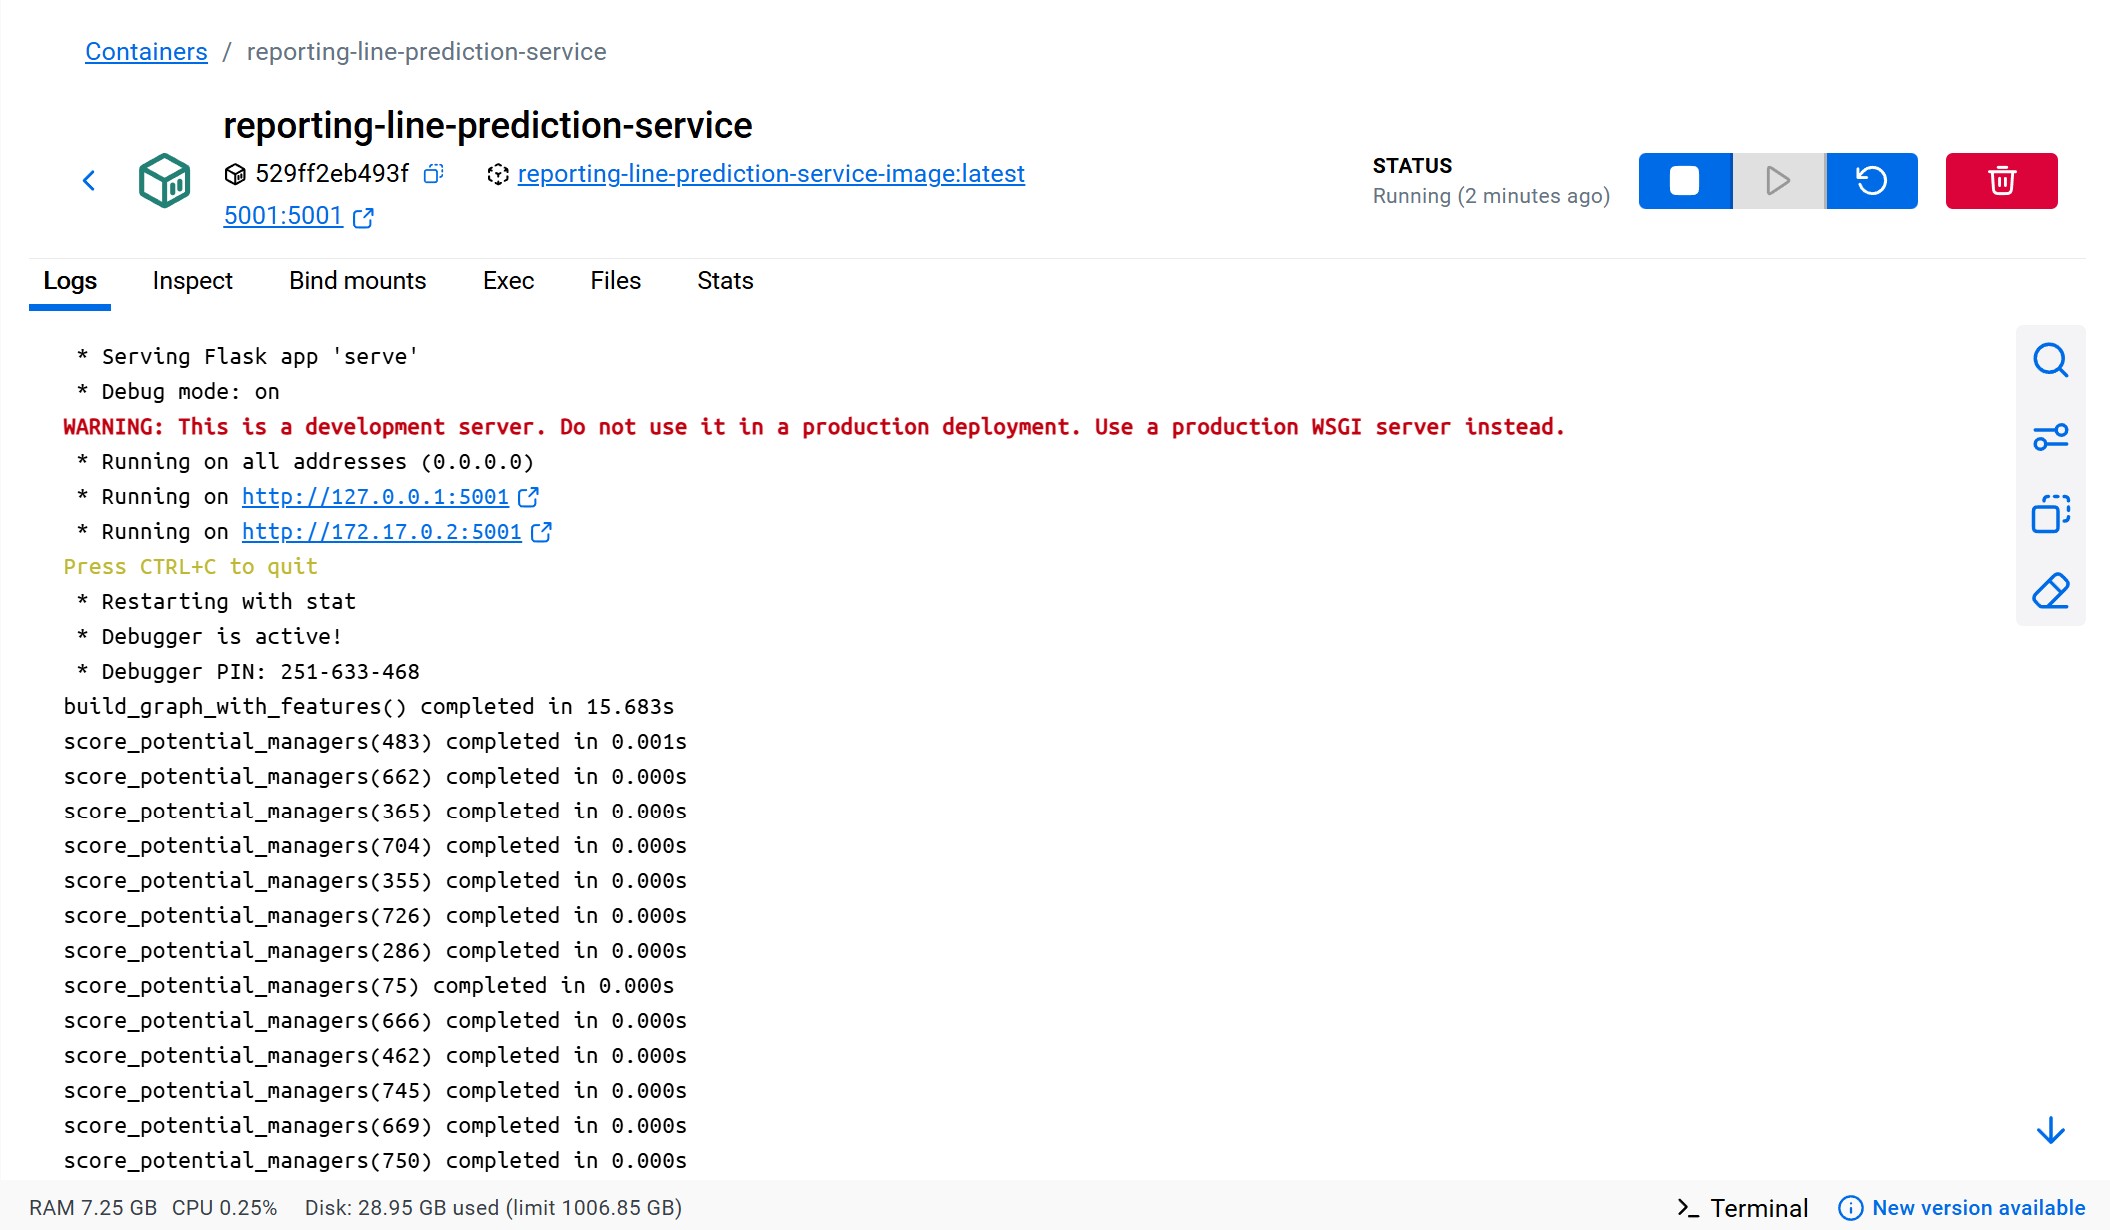 Containers / reporting-line-prediction-service
reporting-line-prediction-service
529ff2eb493f reporting-line-prediction-service-image:latest
5001:5001
STATUS
Running (2 minutes ago)
Logs Inspect Bind mounts Exec Files Stats
* Serving Flask app 'serve'
* Debug mode: on
WARNING: This is a development server. Do not use it in a production deployment. Use a production WSGI server instead.
* Running on all addresses (0.0.0.0)
* Running on http://127.0.0.1:5001
* Running on http://172.17.0.2:5001
Press CTRL+C to quit
* Restarting with stat
* Debugger is active!
* Debugger PIN: 251-633-468
build_graph_with_features() completed in 15.683s
score_potential_managers(483) completed in 0.001s
score_potential_managers(662) completed in 0.000s
score_potential_managers(365) completed in 0.000s
score_potential_managers(704) completed in 0.000s
score_potential_managers(355) completed in 0.000s
score_potential_managers(726) completed in 0.000s
score_potential_managers(286) completed in 0.000s
score_potential_managers(75) completed in 0.000s
score_potential_managers(666) completed in 0.000s
score_potential_managers(462) completed in 0.000s
score_potential_managers(745) completed in 0.000s
score_potential_managers(669) completed in 0.000s
score_potential_managers(750) completed in 0.000s
RAM 7.25 GB CPU 0.25% Disk: 28.95 GB used (limit 1006.85 GB) Terminal New version available